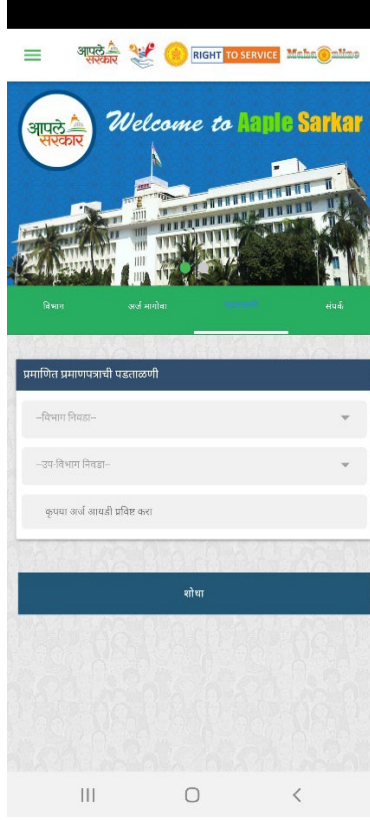 आपले
सरकार
RIGHT TO SERVICE
MahaOnline
आपले
सरकार
Welcome to Aaple Sarkar
विभाग
अर्ज मागोवा
संपर्क
प्रमाणित प्रमाणपत्राची पडताळणी
--विभाग निवडा--
--उप-विभाग निवडा--
कृपया अर्ज आयडी प्रविष्ट करा
शोधा